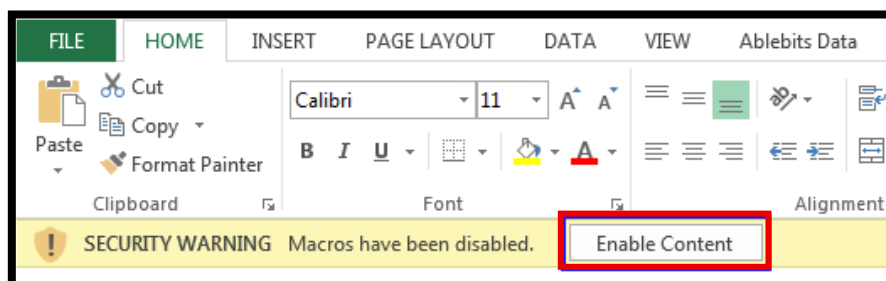 FILE HOME INSERT PAGE LAYOUT DATA VIEW Ablebits Data
Cut
Copy
Format Painter
Paste
Calibri 11 A A
B I U A
Clipboard Font Alignment
SECURITY WARNING Macros have been disabled. Enable Content